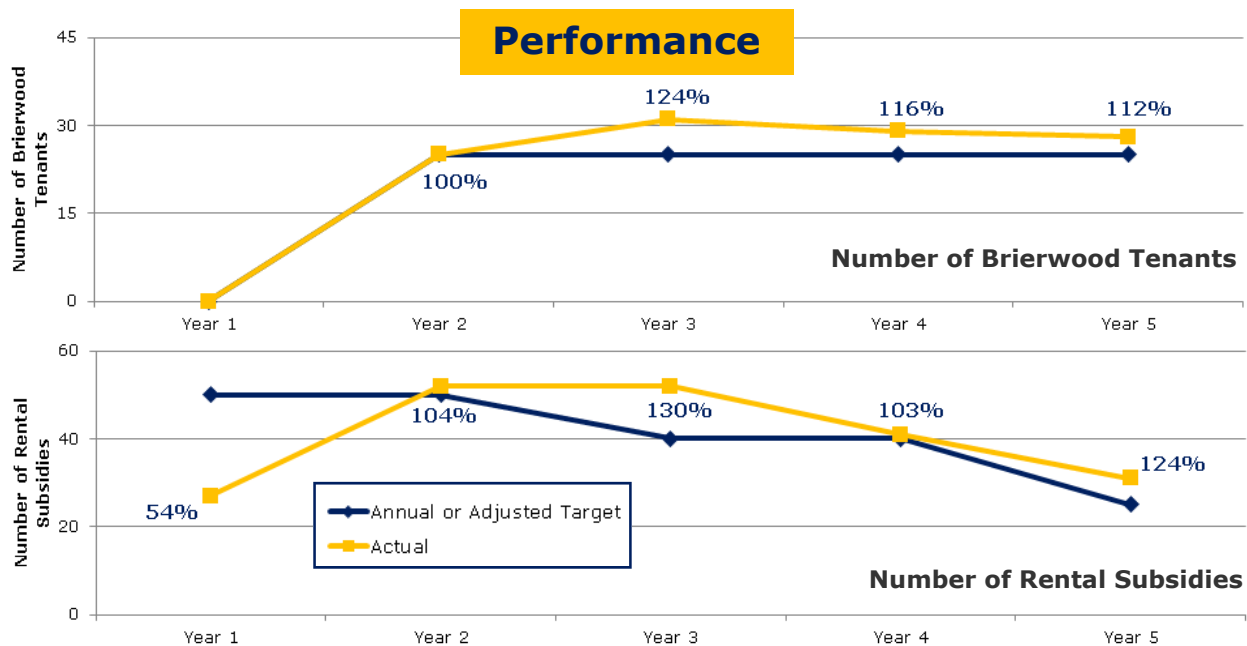 Performance
Number of Brierwood
Tenants
45
30
15
0
124%
116%
112%
100%
Number of Brierwood Tenants
Year 1
Year 2
Year 3
Year 4
Year 5
Number of Rental
Subsidies
60
40
20
0
54%
104%
130%
103%
124%
Annual or Adjusted Target
Actual
Number of Rental Subsidies
Year 1
Year 2
Year 3
Year 4
Year 5